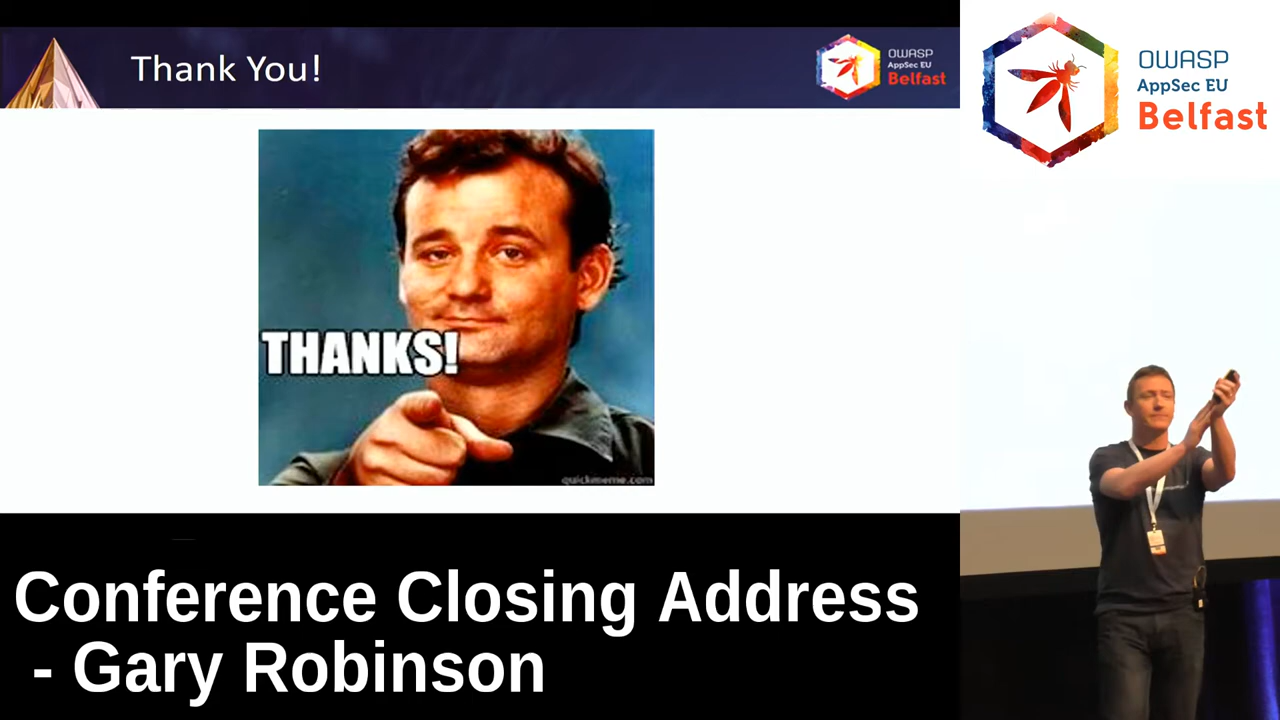 Thank You!
OWASP
AppSec EU
Belfast
OWASP
AppSec EU
Belfast
THANKS!
quickmeme.com
Conference Closing Address
- Gary Robinson